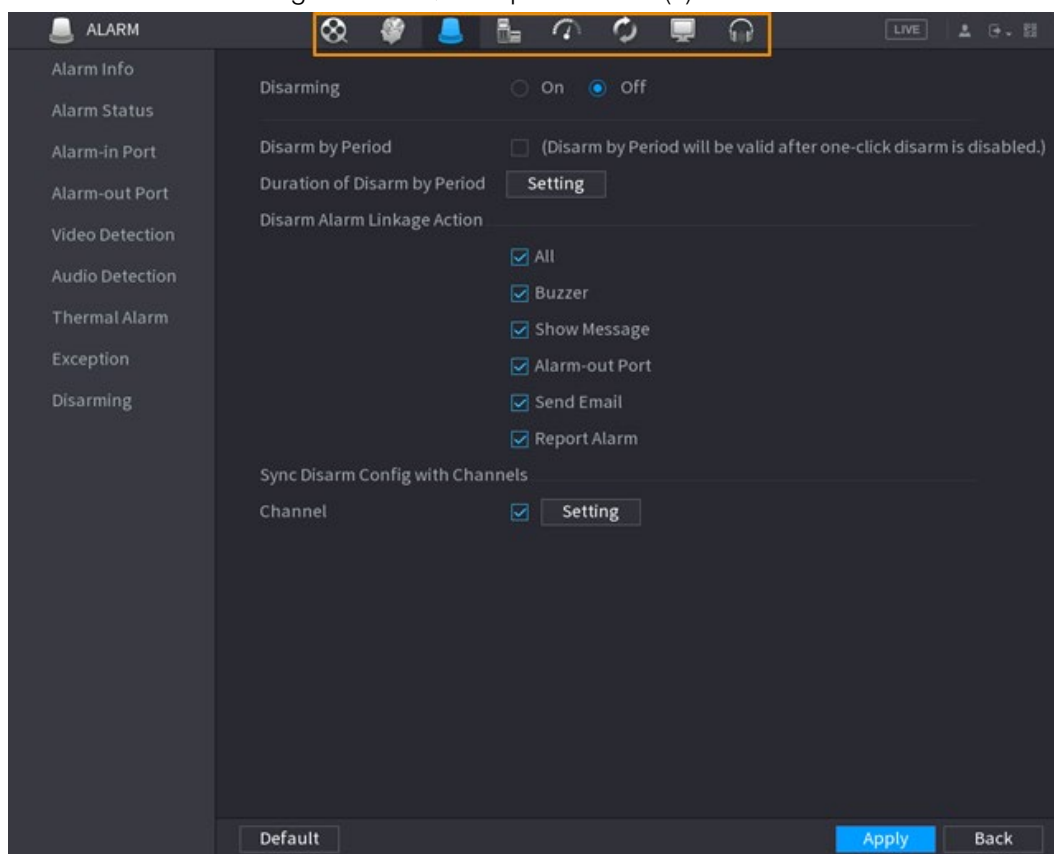 ALARM
LIVE
Alarm Info
Alarm Status
Alarm-in Port
Alarm-out Port
Video Detection
Audio Detection
Thermal Alarm
Exception
Disarming
Disarming On Off
Disarm by Period (Disarm by Period will be valid after one-click disarm is disabled.)
Duration of Disarm by Period Setting
Disarm Alarm Linkage Action
All
Buzzer
Show Message
Alarm-out Port
Send Email
Report Alarm
Sync Disarm Config with Channels
Channel Setting
Default Apply Back